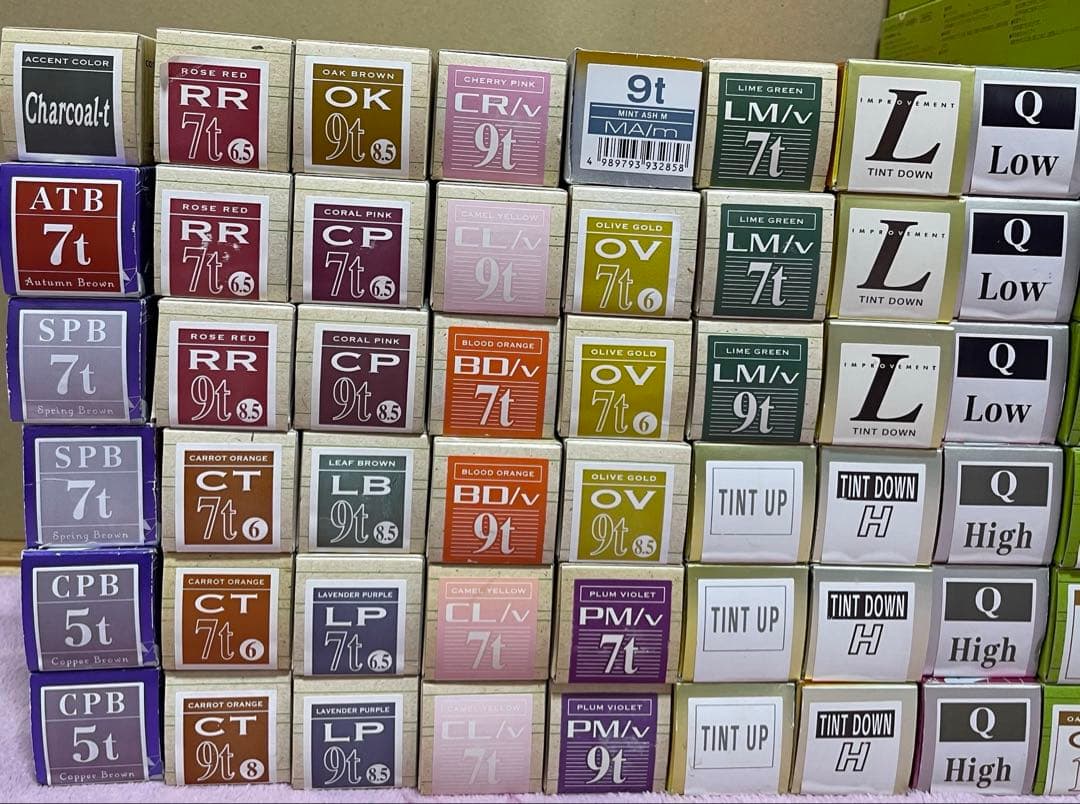 ACCENT COLOR
Charcoal-t
ROSE RED
RR
7t 6.5
OAK BROWN
OK
9t 8.5
CHERRY PINK
CR/v
9t
9t
MINT ASH M
MA/m
4 989793 932858
LIME GREEN
LM/v
7t
IMPROVEMENT
L
TINT DOWN
Q
Low
ATB
7t
Autumn Brown
ROSE RED
RR
7t 6.5
CORAL PINK
CP
7t 6.5
CAMEL YELLOW
CL/v
9t
OLIVE GOLD
OV
7t 6
LIME GREEN
LM/v
7t
IMPROVEMENT
L
TINT DOWN
Q
Low
SPB
7t
Spring Brown
ROSE RED
RR
9t 8.5
CORAL PINK
CP
9t 8.5
BLOOD ORANGE
BD/v
7t
OLIVE GOLD
OV
7t 6
LIME GREEN
LM/v
9t
IMPROVEMENT
L
TINT DOWN
Q
Low
SPB
7t
Spring Brown
CARROT ORANGE
CT
7t 6
LEAF BROWN
LB
9t 8.5
BLOOD ORANGE
BD/v
9t
OLIVE GOLD
OV
9t 8.5
TINT UP
TINT DOWN
H
Q
High
CPB
5t
Copper Brown
CARROT ORANGE
CT
7t 6
LAVENDER PURPLE
LP
7t 6.5
CAMEL YELLOW
CL/v
7t
PLUM VIOLET
PM/v
7t
TINT UP
TINT DOWN
H
Q
High
CPB
5t
Copper Brown
CARROT ORANGE
CT
9t 8
LAVENDER PURPLE
LP
9t 8.5
CAMEL YELLOW
CL/v
7t
PLUM VIOLET
PM/v
9t
TINT UP
TINT DOWN
H
Q
High